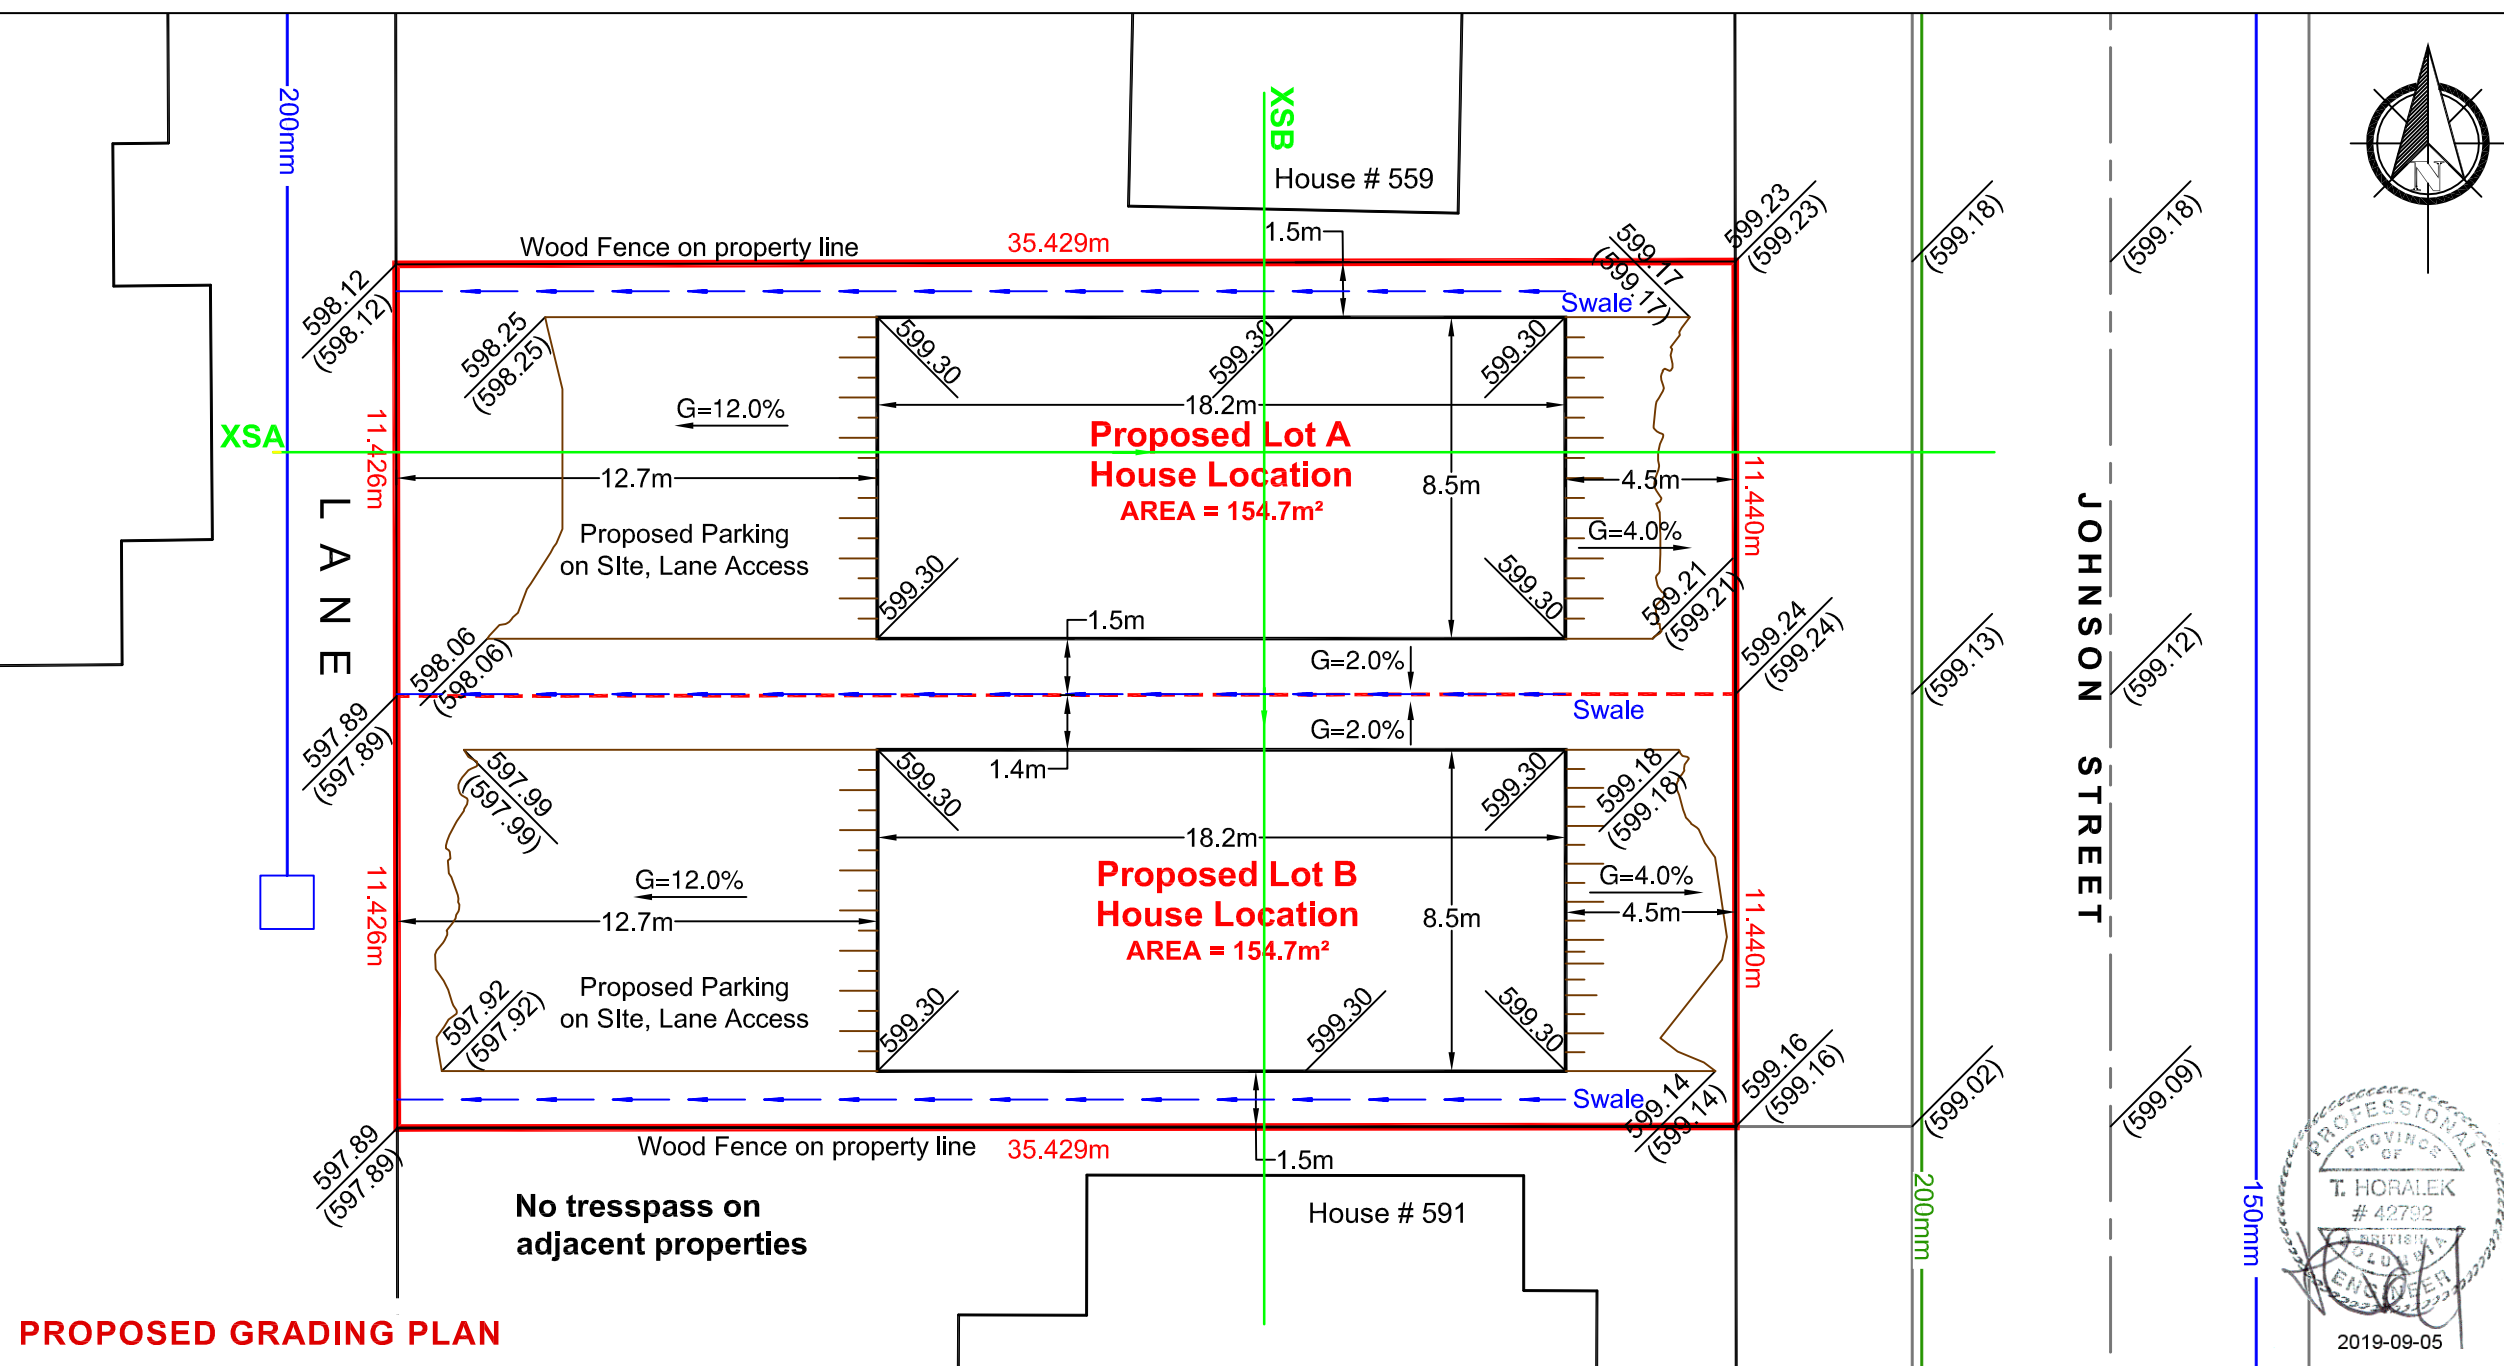 200mm
XSB
House # 559
N
Wood Fence on property line
35.429m
1.5m
599.17
(599.17)
599.23
(599.23)
(599.18)
(599.18)
598.12
(598.12)
598.25
(598.25)
Swale
599.30
599.30
599.30
G=12.0%
18.2m
XSA
11.426m
Proposed Lot A
House Location
AREA = 154.7m²
12.7m
8.5m
4.5m
11.440m
G=4.0%
Proposed Parking
on SIte, Lane Access
LANE
JOHNSON STREET
599.30
599.30
599.21
(599.21)
1.5m
598.06
(598.06)
G=2.0%
599.24
(599.24)
(599.13)
(599.12)
Swale
597.89
(597.89)
G=2.0%
1.4m
597.99
(597.99)
599.30
599.30
599.18
(599.18)
18.2m
Proposed Lot B
House Location
AREA = 154.7m²
G=12.0%
G=4.0%
11.426m
12.7m
8.5m
4.5m
11.440m
Proposed Parking
on SIte, Lane Access
597.92
(597.92)
599.30
599.30
599.30
599.16
(599.16)
(599.02)
(599.09)
Swale
599.14
(599.14)
597.89
(597.89)
Wood Fence on property line
35.429m
1.5m
No tresspass on
adjacent properties
House # 591
200mm
150mm
PROFESSIONAL
PROVINCE
OF
T. HORALEK
# 42792
BRITISH
COLUMBIA
ENGINEER
2019-09-05
PROPOSED GRADING PLAN